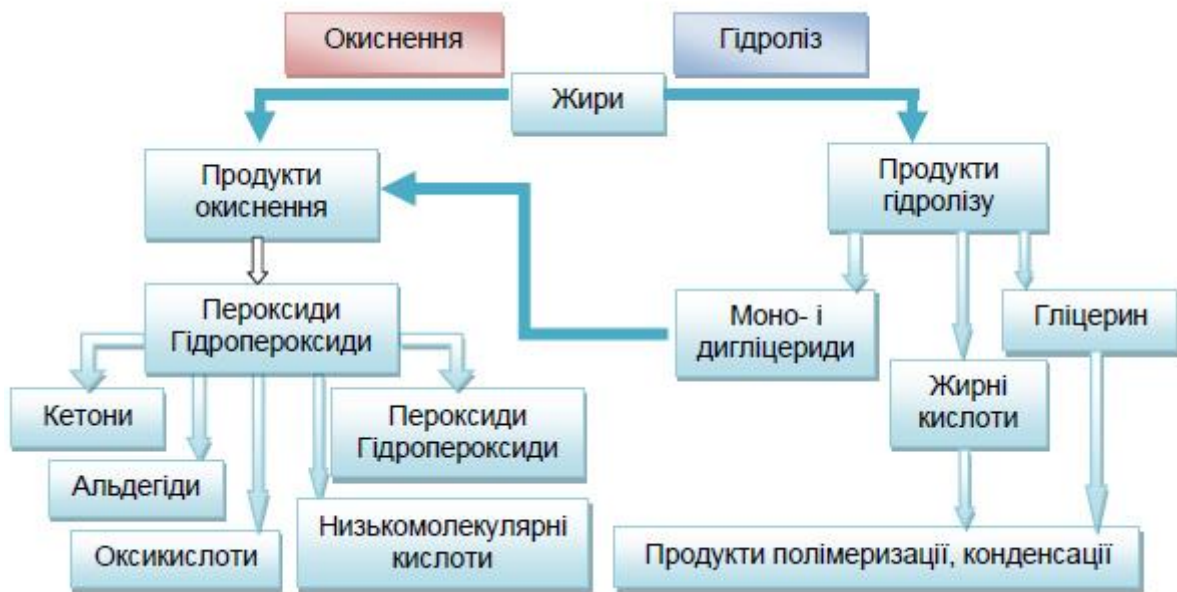 Окиснення
Гідроліз
Жири
Продукти
окиснення
Продукти
гідролізу
Пероксиди
Гідропероксиди
Моно- і
дигліцериди
Гліцерин
Жирні
кислоти
Кетони
Пероксиди
Гідропероксиди
Альдегіди
Оксикислоти
Низькомолекулярні
кислоти
Продукти полімеризації, конденсації